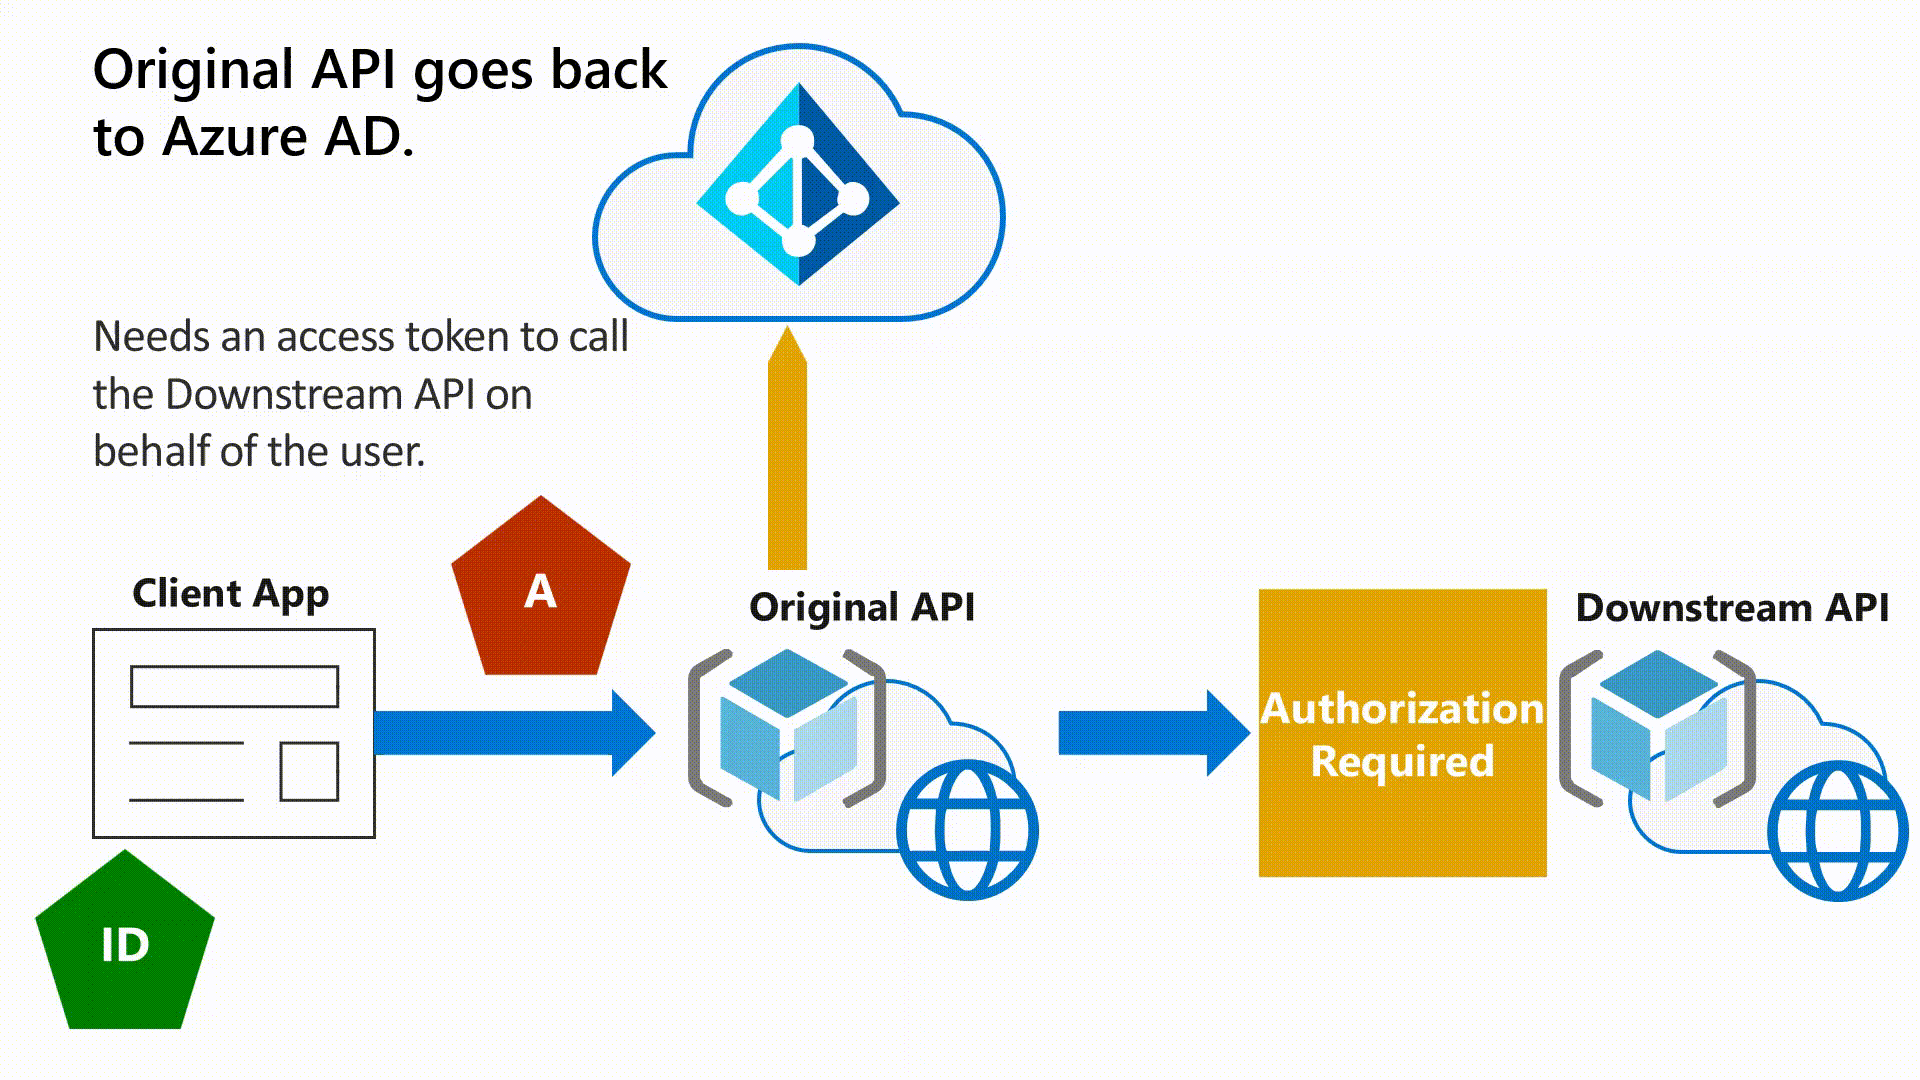 Original API goes back
to Azure AD.
Needs an access token to call
the Downstream API on
behalf of the user.
A
Client App
Original API
Downstream API
Authorization
Required
ID